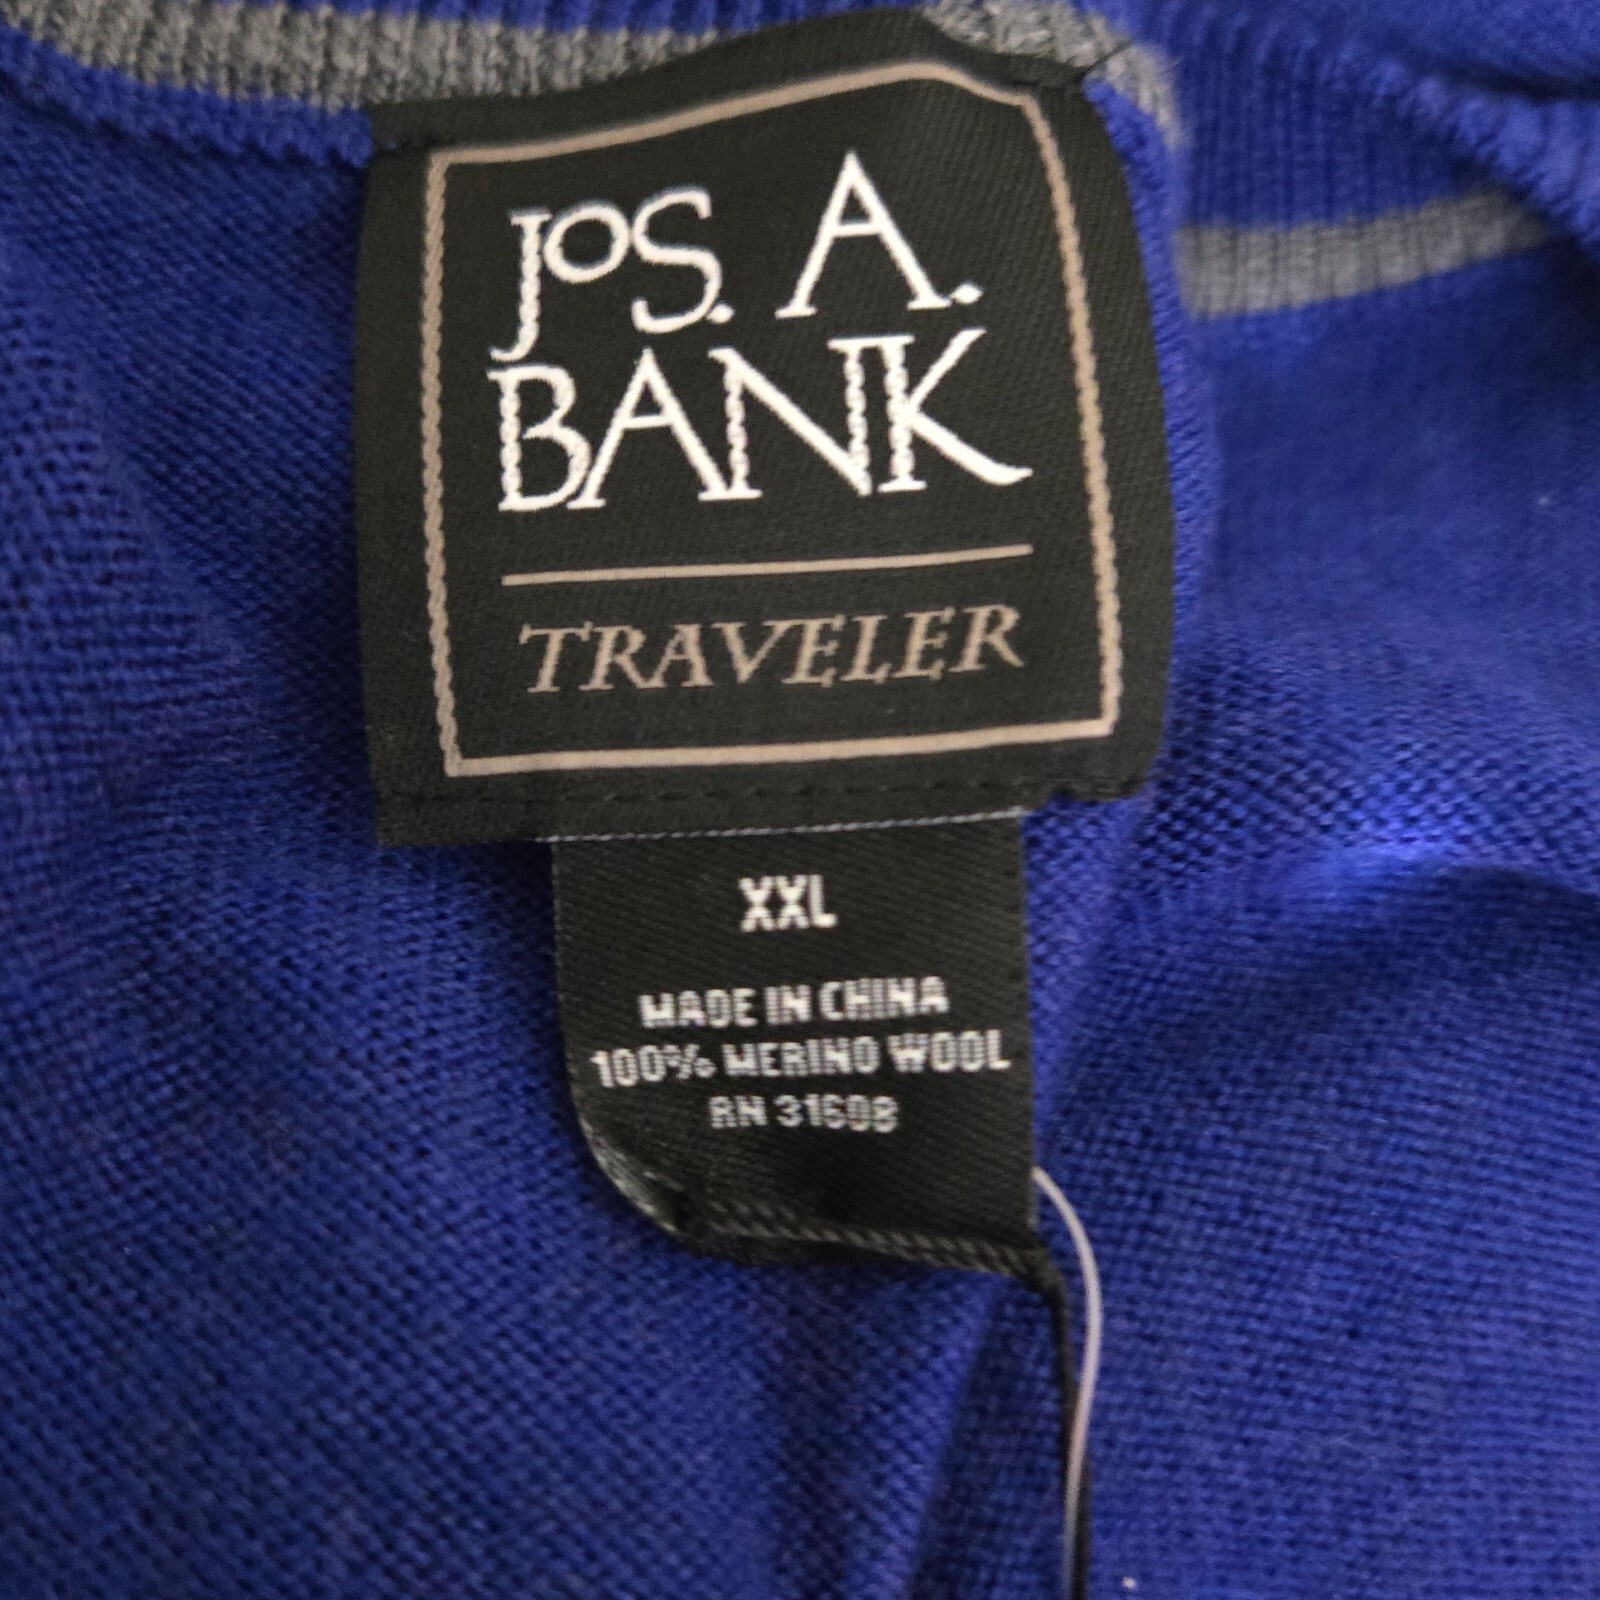 JOS. A.
BANK
TRAVELER
XXL
MADE IN CHINA
100% MERINO WOOL
RN 31608